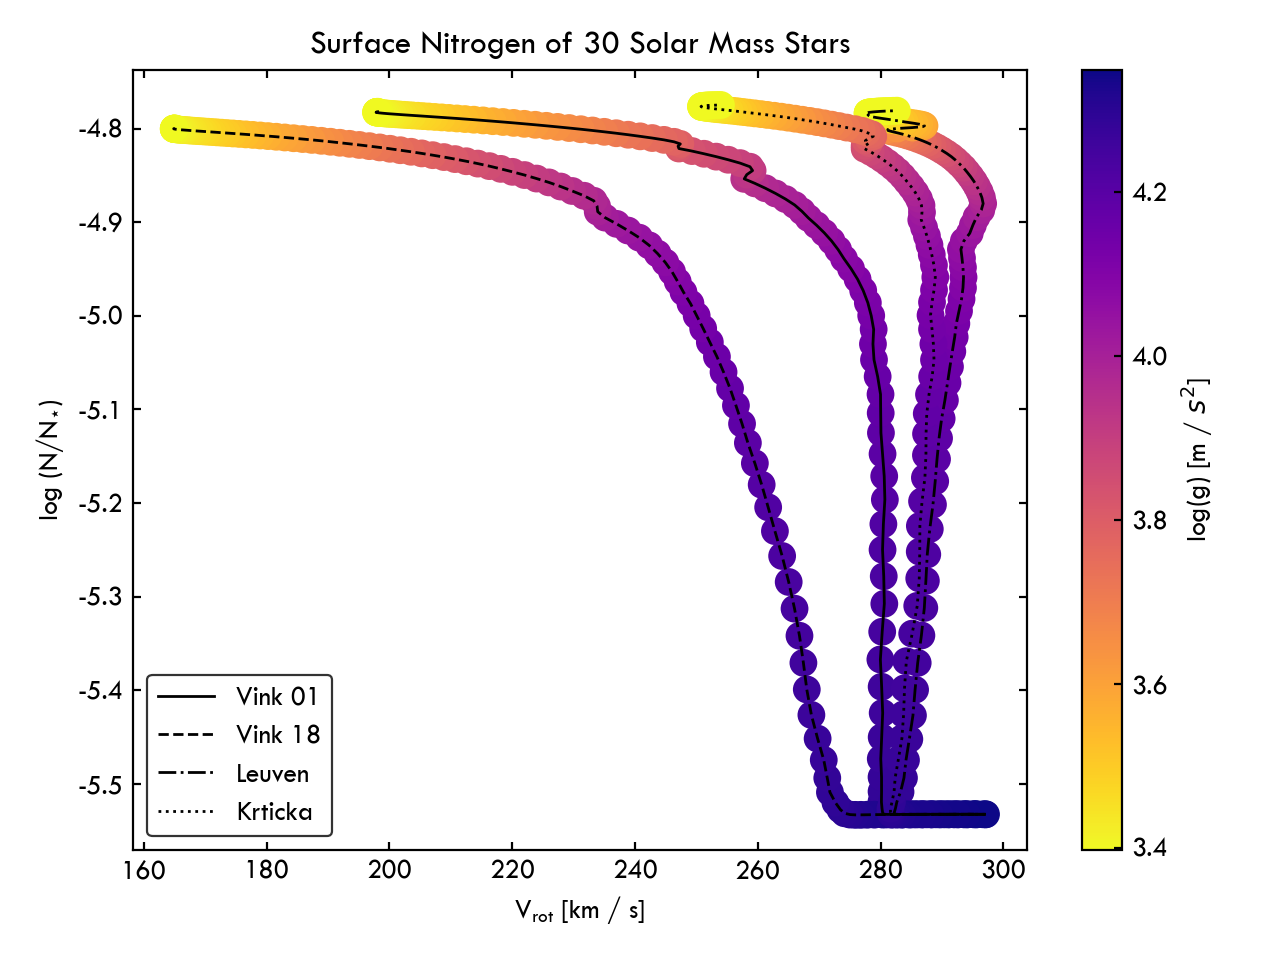 Surface Nitrogen of 30 Solar Mass Stars
log (N/N⋆)
-4.8
-4.9
-5.0
-5.1
-5.2
-5.3
-5.4
-5.5
Vink 01
Vink 18
Leuven
Krticka
160 180 200 220 240 260 280 300
V_rot [km / s]
4.2
4.0
3.8
3.6
3.4
log(g) [m / s²]